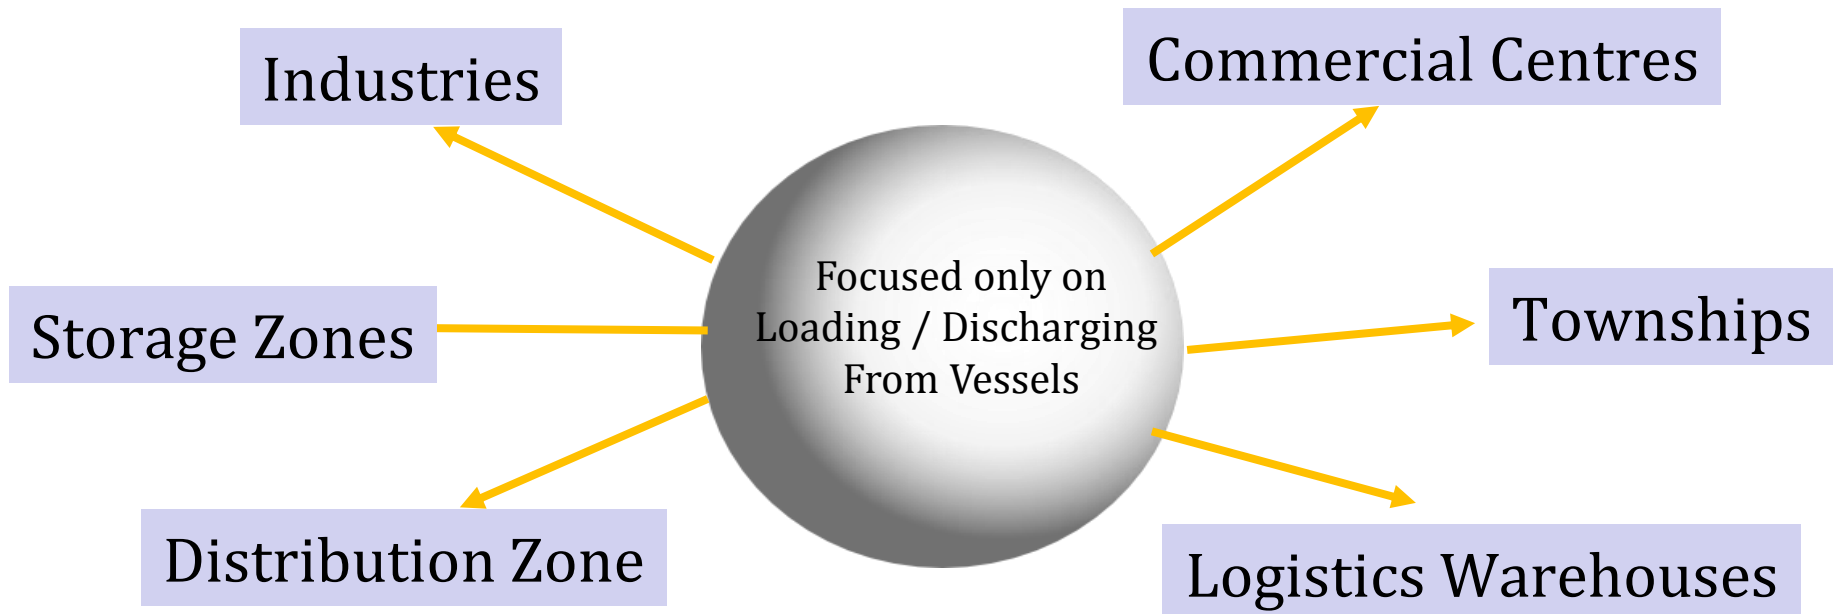 Industries
Commercial Centres
Focused only on
Loading / Discharging
From Vessels
Storage Zones
Townships
Distribution Zone
Logistics Warehouses